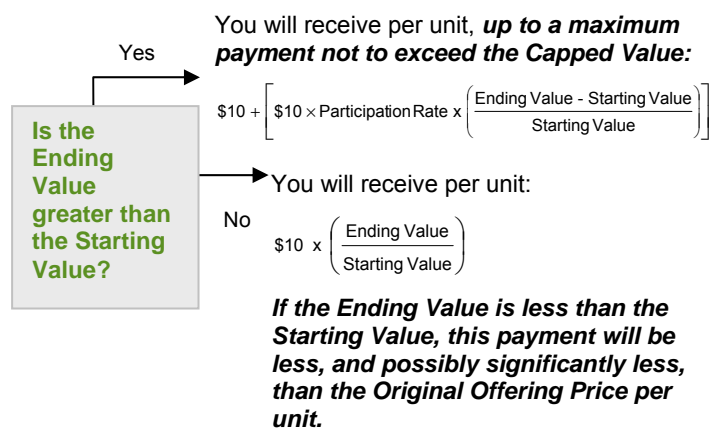 You will receive per unit, up to a maximum
payment not to exceed the Capped Value:
Yes
$10 + [ $10 × Participation Rate x ( Ending Value - Starting Value / Starting Value ) ]
Is the
Ending
Value
greater than
the Starting
Value?
You will receive per unit:
No
$10 x ( Ending Value / Starting Value )
If the Ending Value is less than the
Starting Value, this payment will be
less, and possibly significantly less,
than the Original Offering Price per
unit.